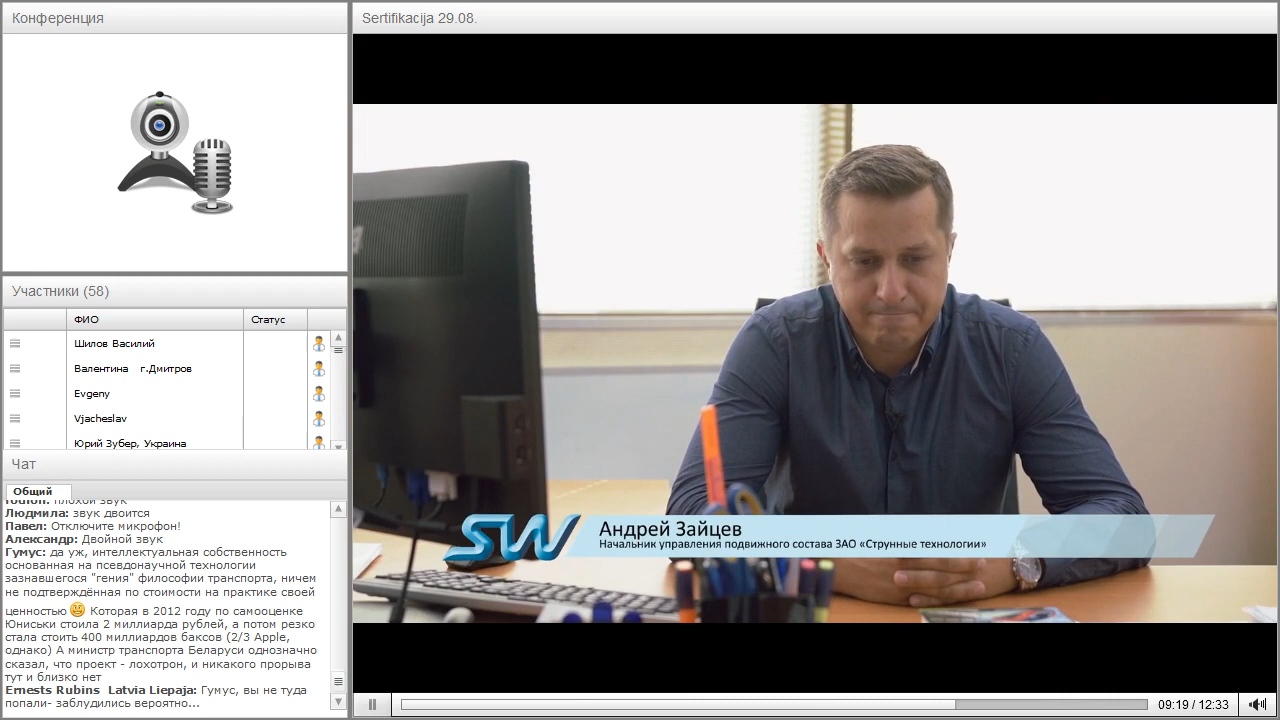 Конференция
Sertifikacija 29.08.
SW
Андрей Зайцев
Начальник управления подвижного состава ЗАО «Струнные технологии»
09:19 / 12:33
Участники (58)
ФИО Статус
Шилов Василий
Валентина г.Дмитров
Evgeny
Vjacheslav
Юрий Зубер, Украина
Чат
Общий
плохой звук
Людмила: звук двоится
Павел: Отключите микрофон!
Александр: Двойной звук
Гумус: да уж, интеллектуальная собственность
основанная на псевдонаучной технологии
зазнавшегося "гения" философии транспорта, ничем
не подтверждённая по стоимости на практике своей
ценностью Которая в 2012 году по самооценке
Юниськи стоила 2 миллиарда рублей, а потом резко
стала стоить 400 миллиардов баксов (2/3 Apple,
однако) А министр транспорта Беларуси однозначно
сказал, что проект - лохотрон, и никакого прорыва
тут и близко нет
Ernests Rubins Latvia Liepaja: Гумус, вы не туда
попали- заблудились вероятно...